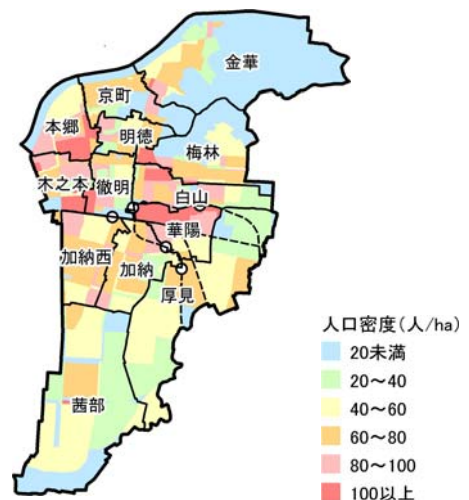 金華
京町
本郷
明徳
梅林
木之本
徹明
白山
華陽
加納西
加納
厚見
茜部
人口密度(人/ha)
20未満
20～40
40～60
60～80
80～100
100以上